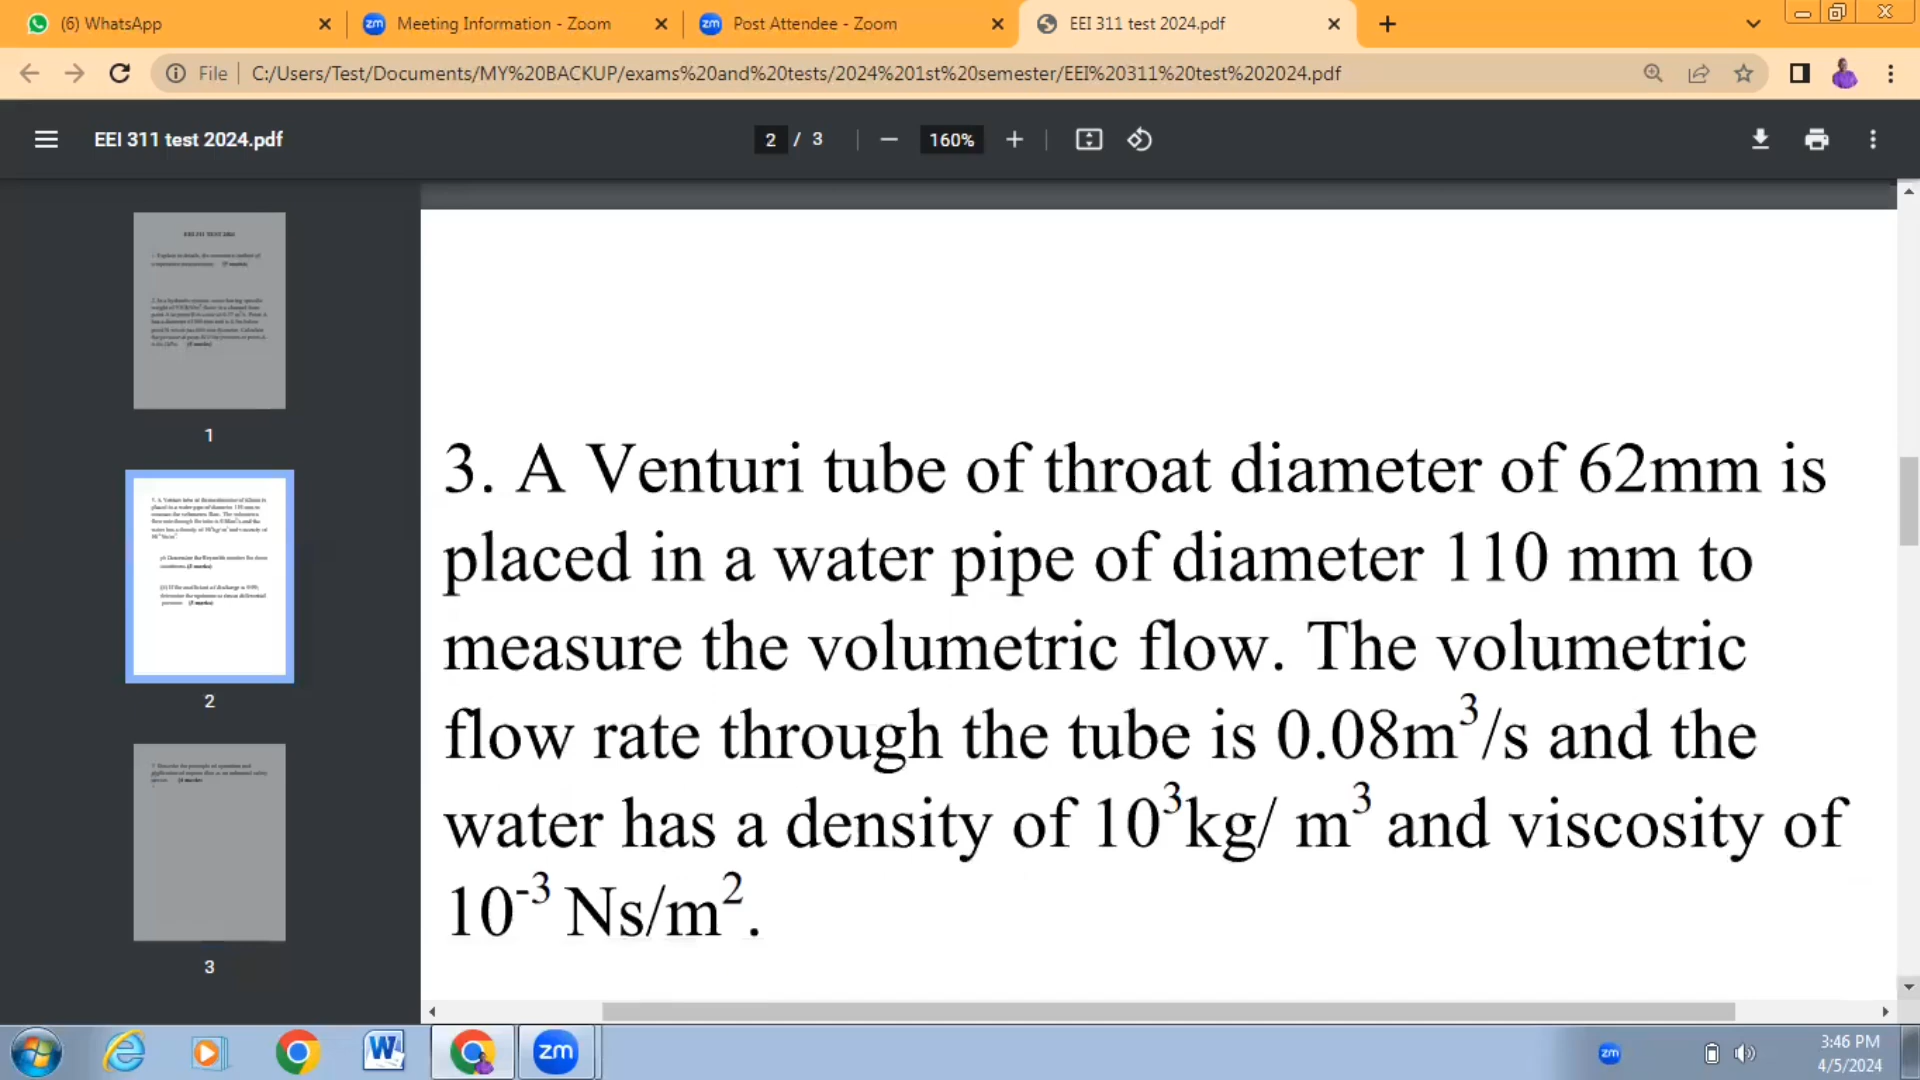 (6) WhatsApp
Meeting Information - Zoom
Post Attendee - Zoom
EEI 311 test 2024.pdf
File
C:/Users/Test/Documents/MY%20BACKUP/exams%20and%20tests/2024%201st%20semester/EEI%20311%20test%202024.pdf
EEI 311 test 2024.pdf
2 / 3
160%
1
2
3
3. A Venturi tube of throat diameter of 62mm is
placed in a water pipe of diameter 110 mm to
measure the volumetric flow. The volumetric
flow rate through the tube is 0.08m³/s and the
water has a density of 10³kg/ m³ and viscosity of
10⁻³ Ns/m².
zm
3:46 PM
4/5/2024